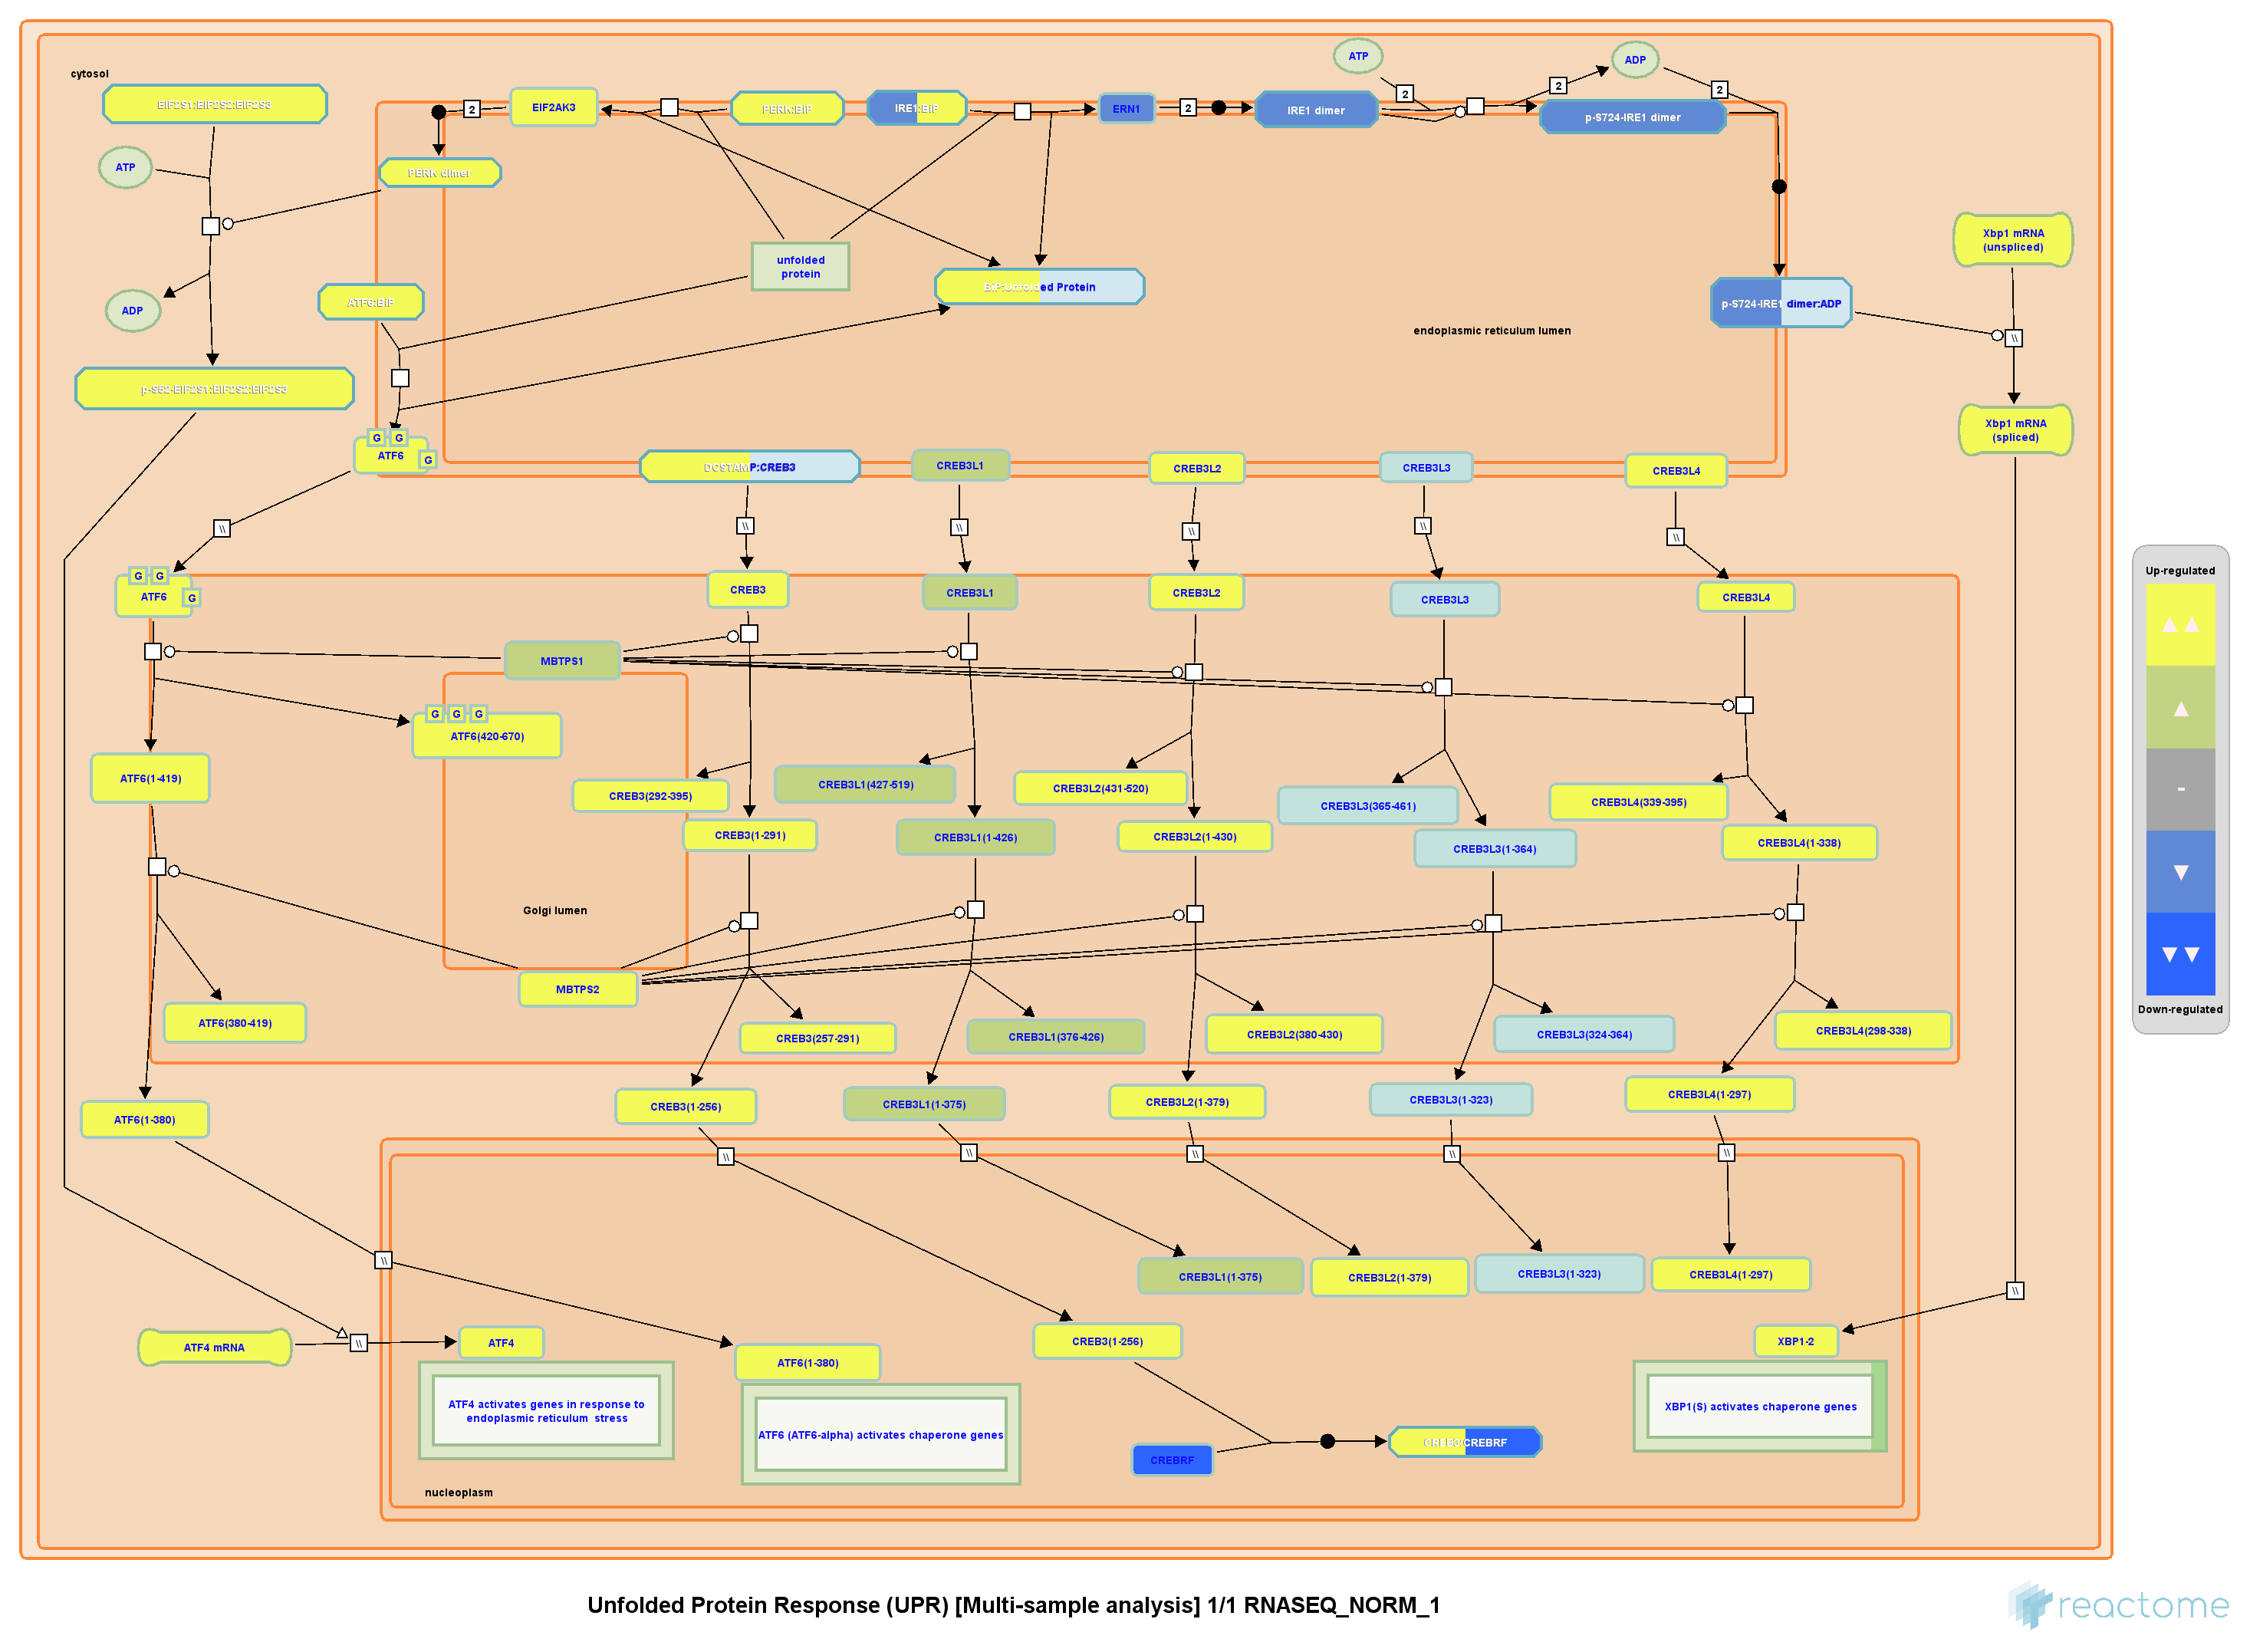 cytosol
EIF2S1:EIF2S2:EIF2S3
ATP
ADP
EIF2AK3
PERK:BiP
IRE1:BiP
ERN1
IRE1 dimer
p-S724-IRE1 dimer
2
2
2
2
2
ATP
PERK dimer
ADP
unfolded
protein
ATF6:BiP
BiP:Unfolded Protein
p-S724-IRE1 dimer:ADP
Xbp1 mRNA
(unspliced)
endoplasmic reticulum lumen
\\
p-S52-EIF2S1:EIF2S2:EIF2S3
Xbp1 mRNA
(spliced)
G
G
G
ATF6
DCSTAMP:CREB3
CREB3L1
CREB3L2
CREB3L3
CREB3L4
\\
\\
\\
\\
\\
\\
G
G
G
ATF6
CREB3
CREB3L1
CREB3L2
CREB3L3
CREB3L4
MBTPS1
G
G
G
ATF6(420-670)
ATF6(1-419)
CREB3(292-395)
CREB3L1(427-519)
CREB3L2(431-520)
CREB3L3(365-461)
CREB3L4(339-395)
CREB3(1-291)
CREB3L1(1-426)
CREB3L2(1-430)
CREB3L3(1-364)
CREB3L4(1-338)
Golgi lumen
MBTPS2
ATF6(380-419)
CREB3(257-291)
CREB3L1(376-426)
CREB3L2(380-430)
CREB3L3(324-364)
CREB3L4(298-338)
ATF6(1-380)
CREB3(1-256)
CREB3L1(1-375)
CREB3L2(1-379)
CREB3L3(1-323)
CREB3L4(1-297)
\\
\\
\\
\\
\\
\\
CREB3L1(1-375)
CREB3L2(1-379)
CREB3L3(1-323)
CREB3L4(1-297)
\\
ATF4 mRNA
\\
ATF4
ATF6(1-380)
CREB3(1-256)
XBP1-2
ATF4 activates genes in response to
endoplasmic reticulum stress
ATF6 (ATF6-alpha) activates chaperone genes
XBP1(S) activates chaperone genes
CREBRF
CREB3:CREBRF
nucleoplasm
Up-regulated
-
Down-regulated
Unfolded Protein Response (UPR) [Multi-sample analysis] 1/1 RNASEQ_NORM_1
reactome